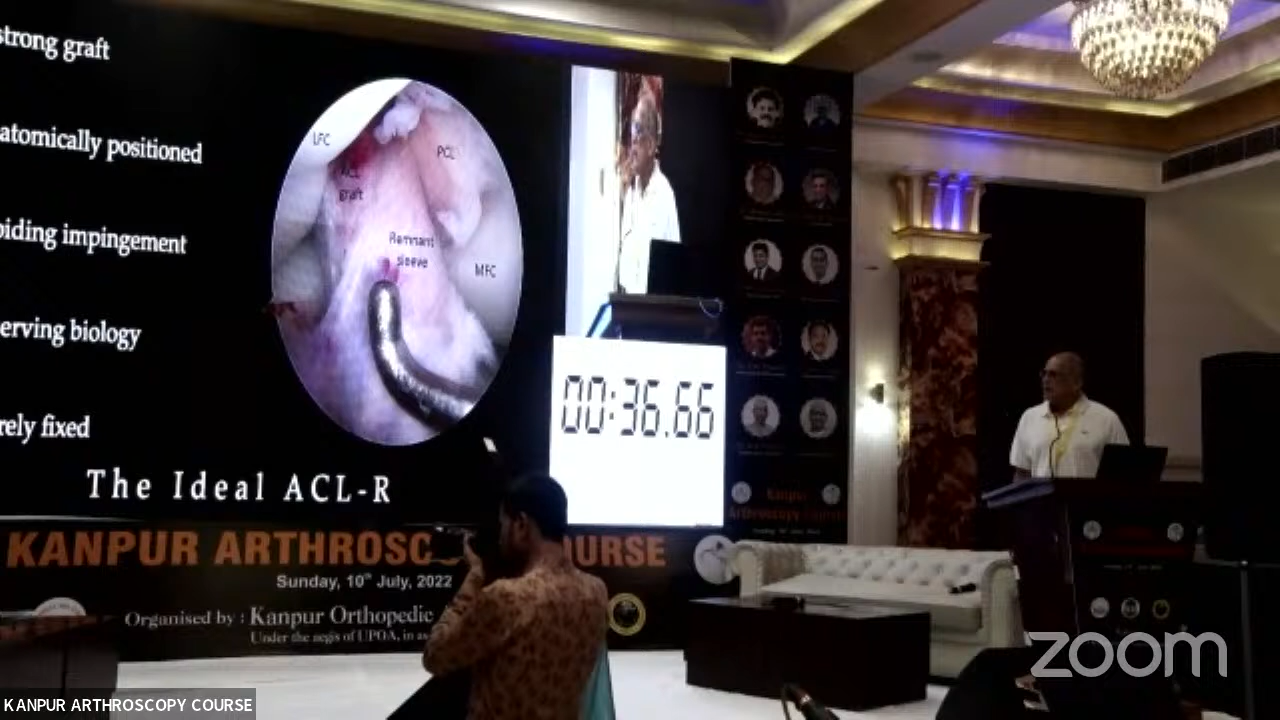 strong graft
atomically positioned
biding impingement
erving biology
rely fixed
The Ideal ACL-R
LFC
PCL
ACL
graft
Remnant
sleeve
MFC
00:36.66
KANPUR ARTHROSC OURSE
Sunday, 10th July, 2022
Organised by : Kanpur Orthopedic
Under the aegis of UPOA, in as
Kanpur
Arthroscopy Course
zoom
KANPUR ARTHROSCOPY COURSE